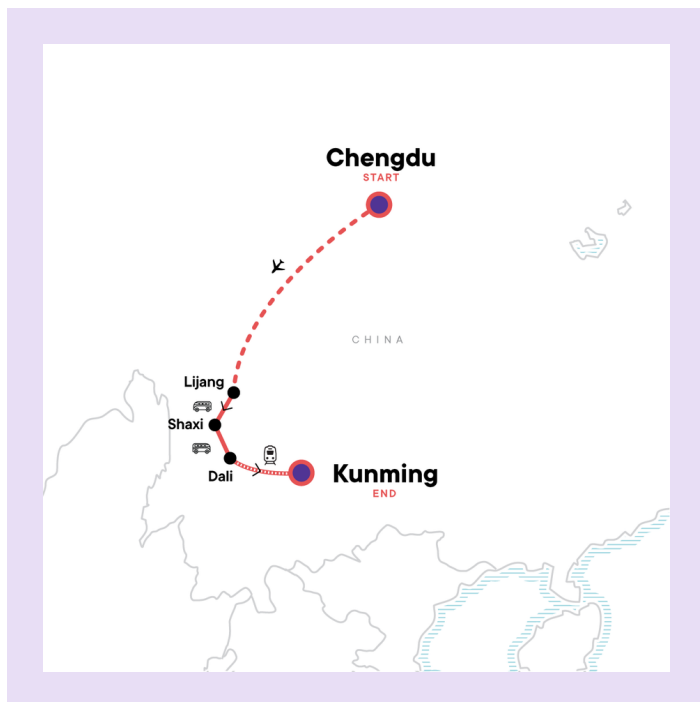 Chengdu
START
CHINA
Lijang
Shaxi
Dali
Kunming
END